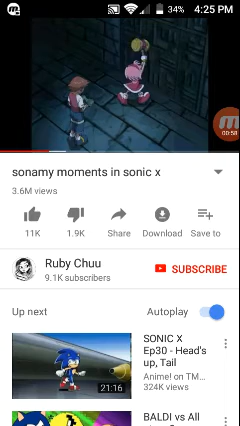 34% 4:25 PM
00:58
sonamy moments in sonic x
3.6M views
11K 1.9K Share Download Save to
Ruby Chuu
9.1K subscribers
SUBSCRIBE
Up next Autoplay
SONIC X
Ep30 - Head's
up, Tail
Anime! on TM...
324K views
21:16
BALDI vs All